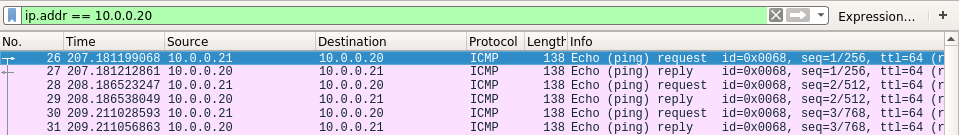 ip.addr == 10.0.0.20 Expression... +
No. Time Source Destination Protocol Length Info
26 207.181199068 10.0.0.21 10.0.0.20 ICMP 138 Echo (ping) request id=0x0068, seq=1/256, ttl=64 (r
27 207.181212861 10.0.0.20 10.0.0.21 ICMP 138 Echo (ping) reply id=0x0068, seq=1/256, ttl=64 (r
28 208.186523247 10.0.0.21 10.0.0.20 ICMP 138 Echo (ping) request id=0x0068, seq=2/512, ttl=64 (r
29 208.186538049 10.0.0.20 10.0.0.21 ICMP 138 Echo (ping) reply id=0x0068, seq=2/512, ttl=64 (r
30 209.211028593 10.0.0.21 10.0.0.20 ICMP 138 Echo (ping) request id=0x0068, seq=3/768, ttl=64 (r
31 209.211056863 10.0.0.20 10.0.0.21 ICMP 138 Echo (ping) reply id=0x0068, seq=3/768, ttl=64 (r